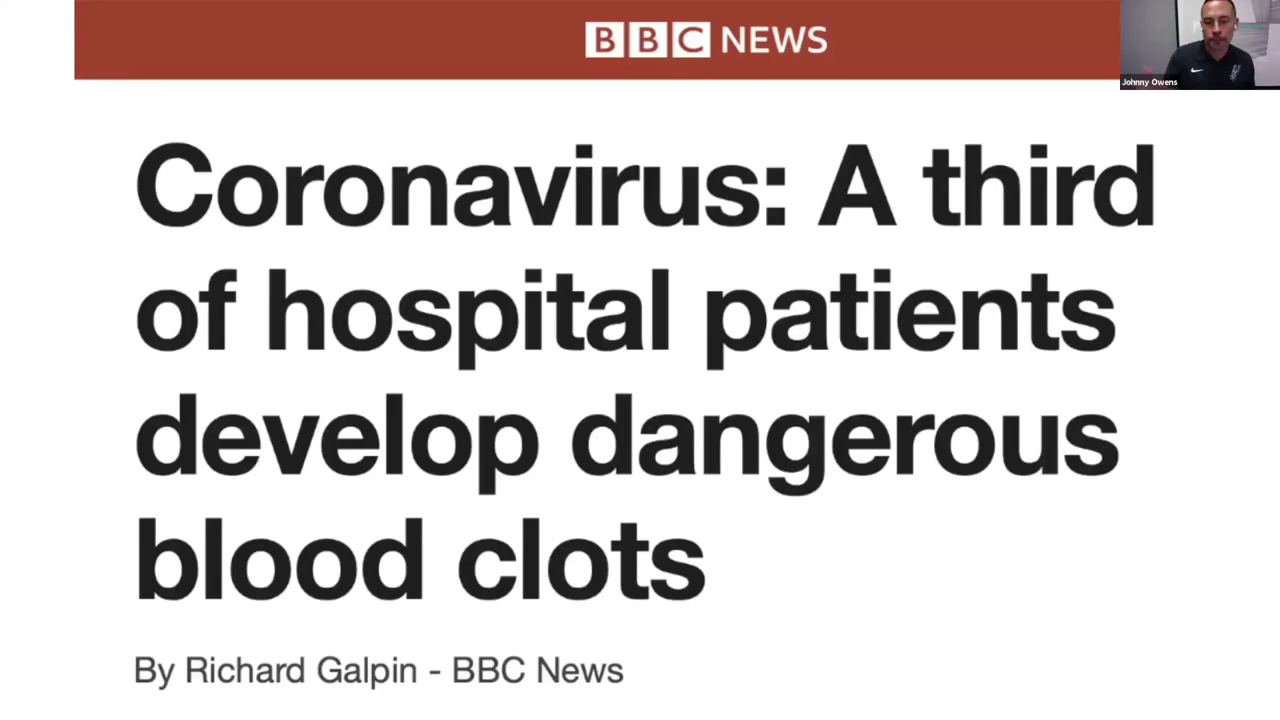 BBC NEWS
Johnny Owens
Coronavirus: A third
of hospital patients
develop dangerous
blood clots
By Richard Galpin - BBC News